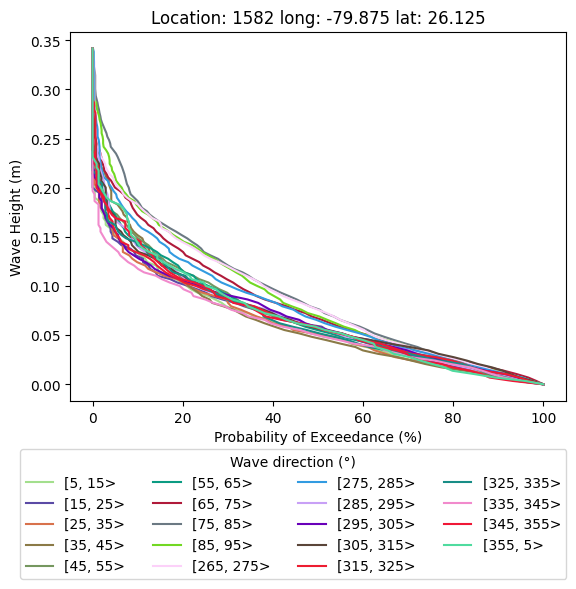 Location: 1582 long: -79.875 lat: 26.125
0.35
0.30
0.25
0.20
0.15
0.10
0.05
0.00
Wave Height (m)
0 20 40 60 80 100
Probability of Exceedance (%)
Wave direction (°)
[5, 15> [55, 65> [275, 285> [325, 335>
[15, 25> [65, 75> [285, 295> [335, 345>
[25, 35> [75, 85> [295, 305> [345, 355>
[35, 45> [85, 95> [305, 315> [355, 5>
[45, 55> [265, 275> [315, 325>